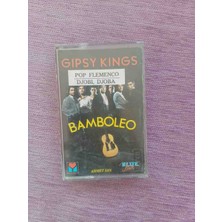 GIPSY KINGS
POP FLEMENCO
DJOBI, DJOBA
BAMBOLEO